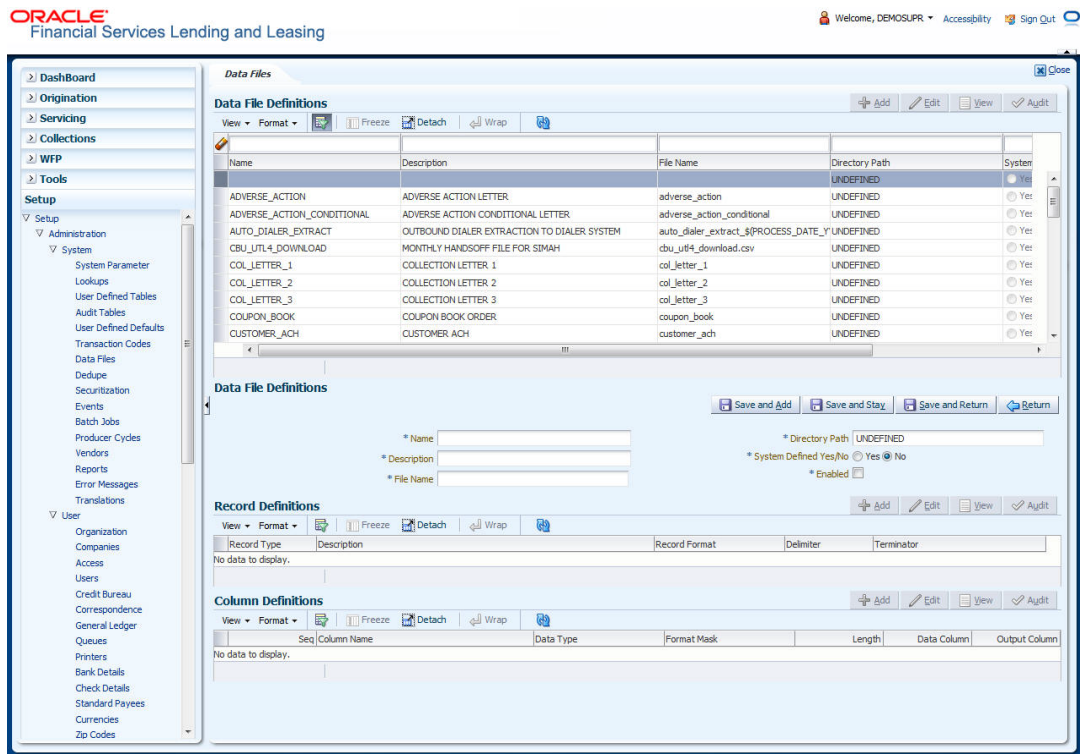 ORACLE
Financial Services Lending and Leasing
Welcome, DEMOSUPR
Accessibility
Sign Out
DashBoard
Origination
Servicing
Collections
WFP
Tools
Setup
Setup
Administration
System
System Parameter
Lookups
User Defined Tables
Audit Tables
User Defined Defaults
Transaction Codes
Data Files
Dedupe
Securitization
Events
Batch Jobs
Producer Cycles
Vendors
Reports
Error Messages
Translations
User
Organization
Companies
Access
Users
Credit Bureau
Correspondence
General Ledger
Queues
Printers
Bank Details
Check Details
Standard Payees
Currencies
Zip Codes
Data Files
Close
Data File Definitions
Add Edit View Audit
View Format Freeze Detach Wrap
Name Description File Name Directory Path System
UNDEFINED Yes
ADVERSE_ACTION ADVERSE ACTION LETTER adverse_action UNDEFINED Yes
ADVERSE_ACTION_CONDITIONAL ADVERSE ACTION CONDITIONAL LETTER adverse_action_conditional UNDEFINED Yes
AUTO_DIALER_EXTRACT OUTBOUND DIALER EXTRACTION TO DIALER SYSTEM auto_dialer_extract_$(PROCESS_DATE_Y UNDEFINED Yes
CBU_UTL4_DOWNLOAD MONTHLY HANDSOFF FILE FOR SIMAH cbu_utl4_download.csv UNDEFINED Yes
COL_LETTER_1 COLLECTION LETTER 1 col_letter_1 UNDEFINED Yes
COL_LETTER_2 COLLECTION LETTER 2 col_letter_2 UNDEFINED Yes
COL_LETTER_3 COLLECTION LETTER 3 col_letter_3 UNDEFINED Yes
COUPON_BOOK COUPON BOOK ORDER coupon_book UNDEFINED Yes
CUSTOMER_ACH CUSTOMER ACH customer_ach UNDEFINED Yes
Data File Definitions
Save and Add Save and Stay Save and Return Return
* Name
* Description
* File Name
* Directory Path UNDEFINED
* System Defined Yes/No Yes No
* Enabled
Record Definitions
Add Edit View Audit
View Format Freeze Detach Wrap
Record Type Description Record Format Delimiter Terminator
No data to display.
Column Definitions
Add Edit View Audit
View Format Freeze Detach Wrap
Seq Column Name Data Type Format Mask Length Data Column Output Column
No data to display.